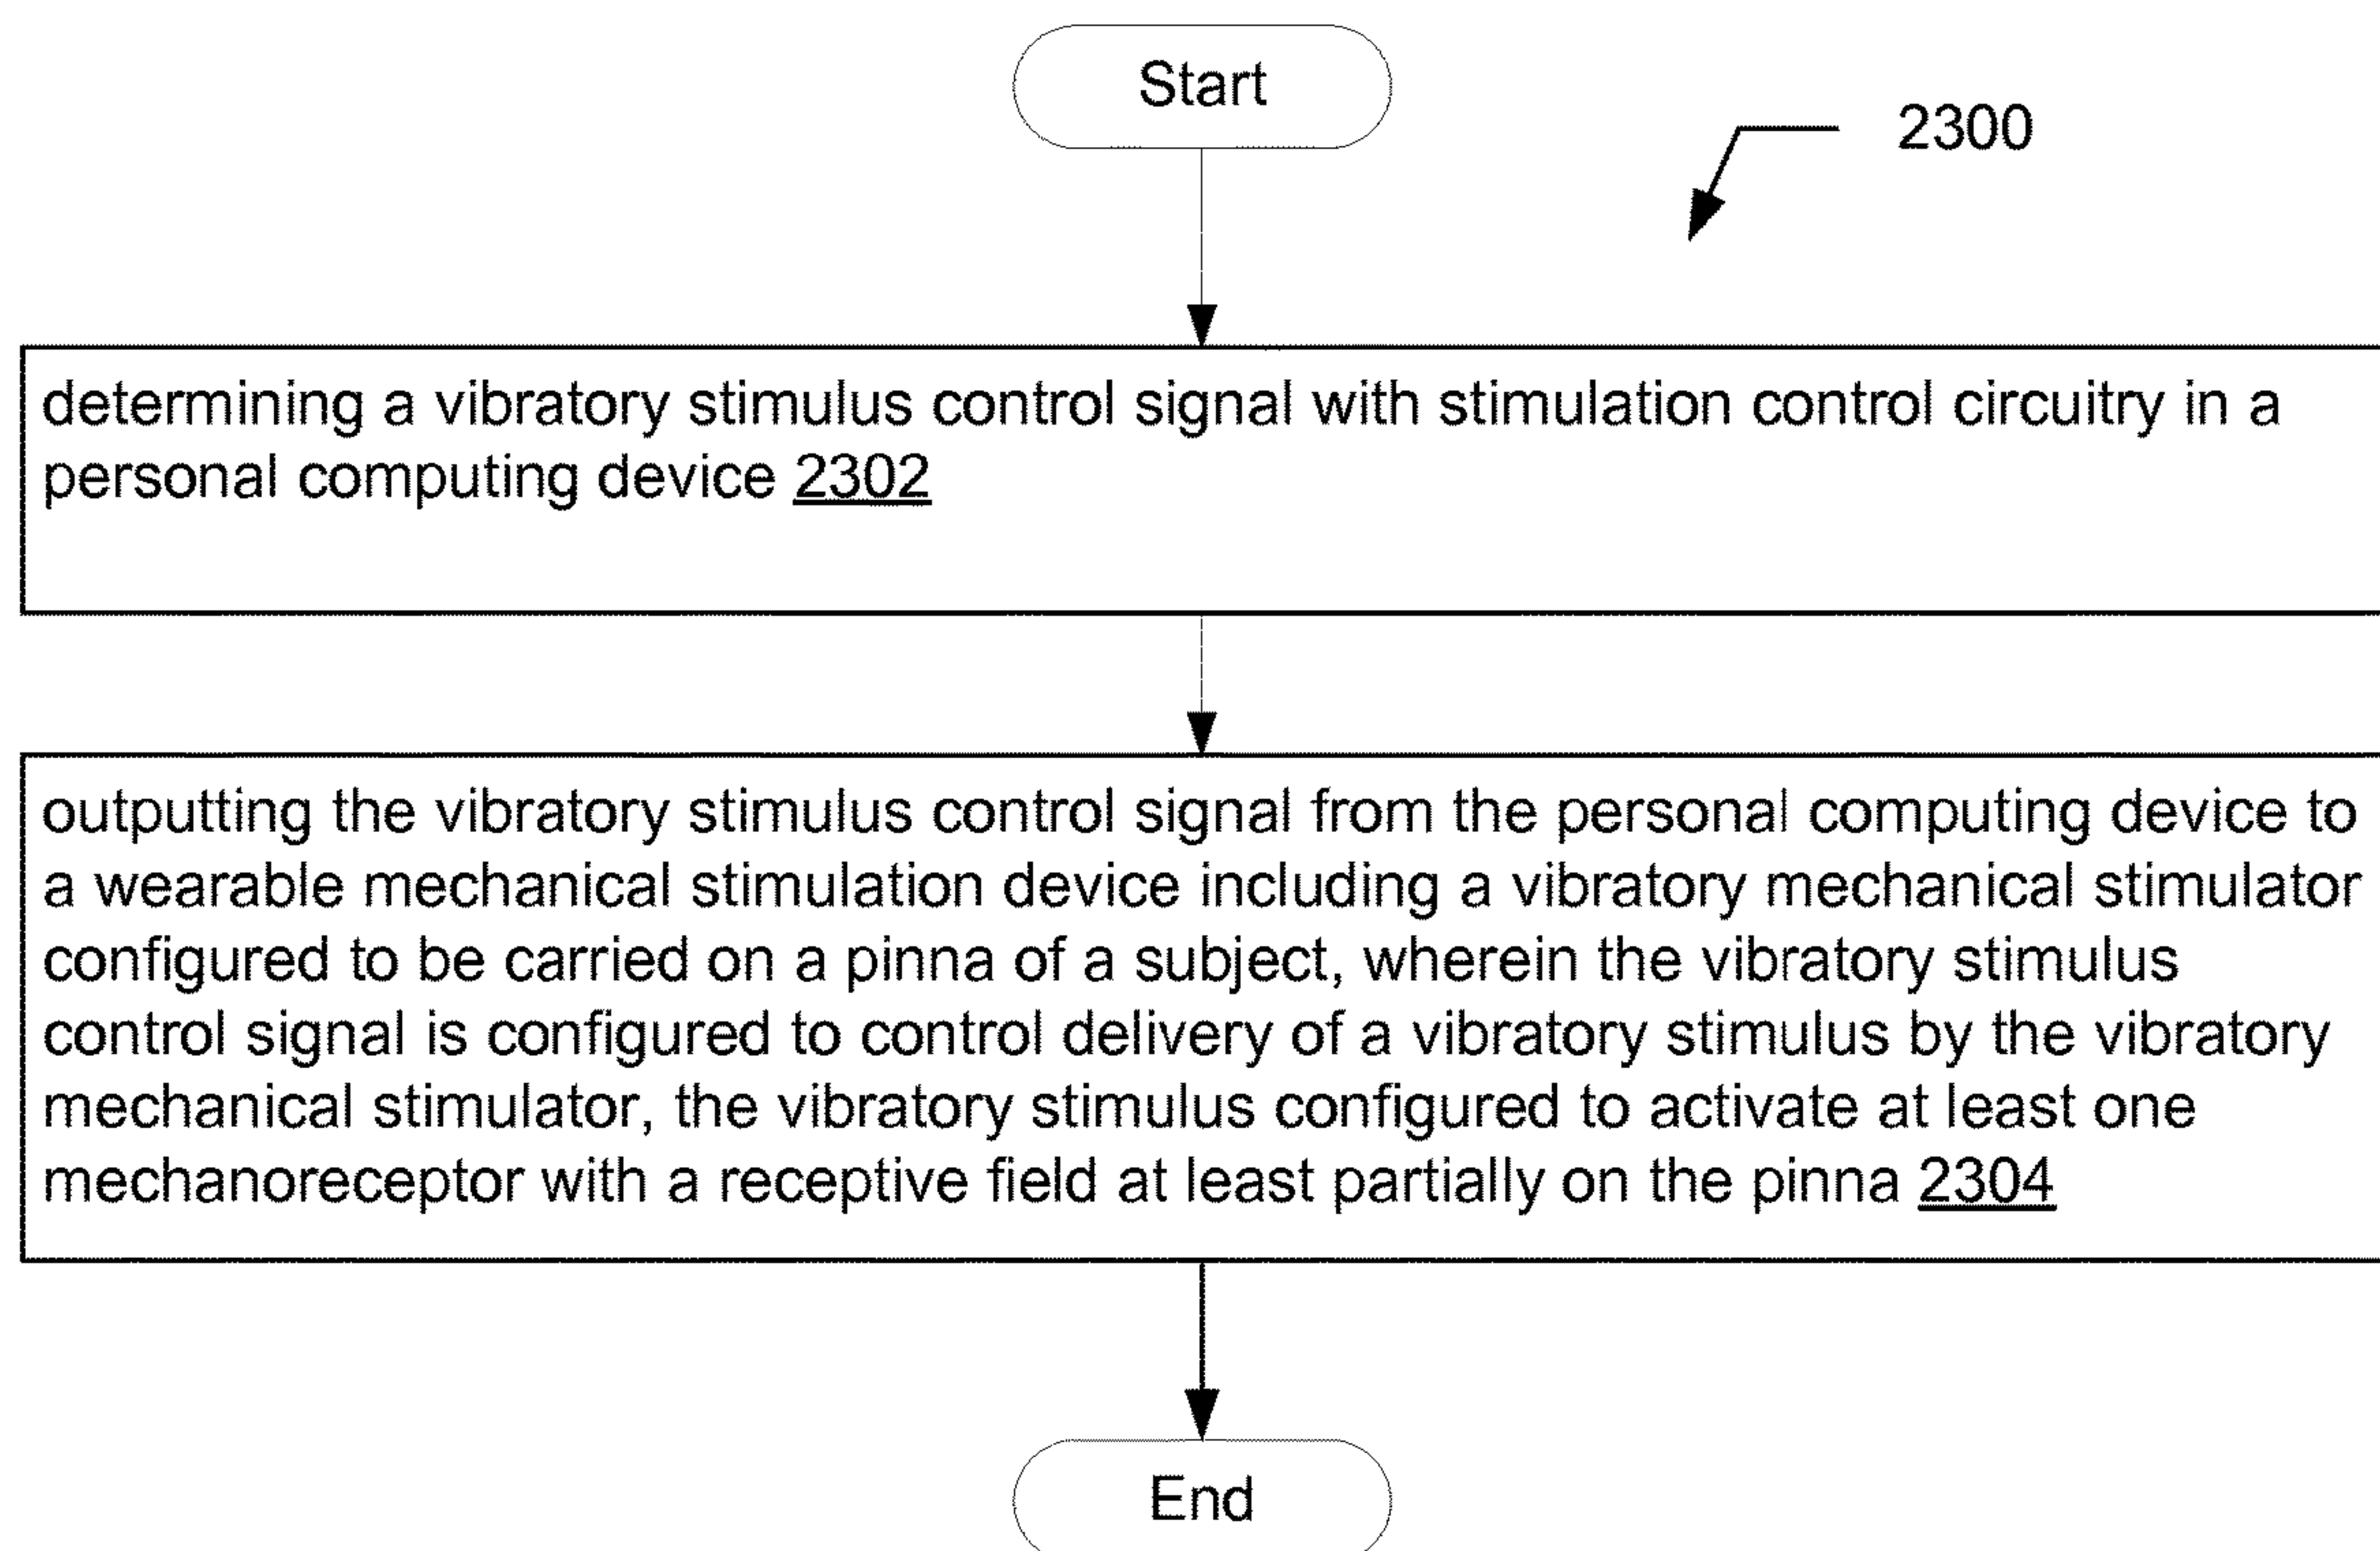 Start
2300
determining a vibratory stimulus control signal with stimulation control circuitry in a
personal computing device 2302
outputting the vibratory stimulus control signal from the personal computing device to
a wearable mechanical stimulation device including a vibratory mechanical stimulator
configured to be carried on a pinna of a subject, wherein the vibratory stimulus
control signal is configured to control delivery of a vibratory stimulus by the vibratory
mechanical stimulator, the vibratory stimulus configured to activate at least one
mechanoreceptor with a receptive field at least partially on the pinna 2304
End